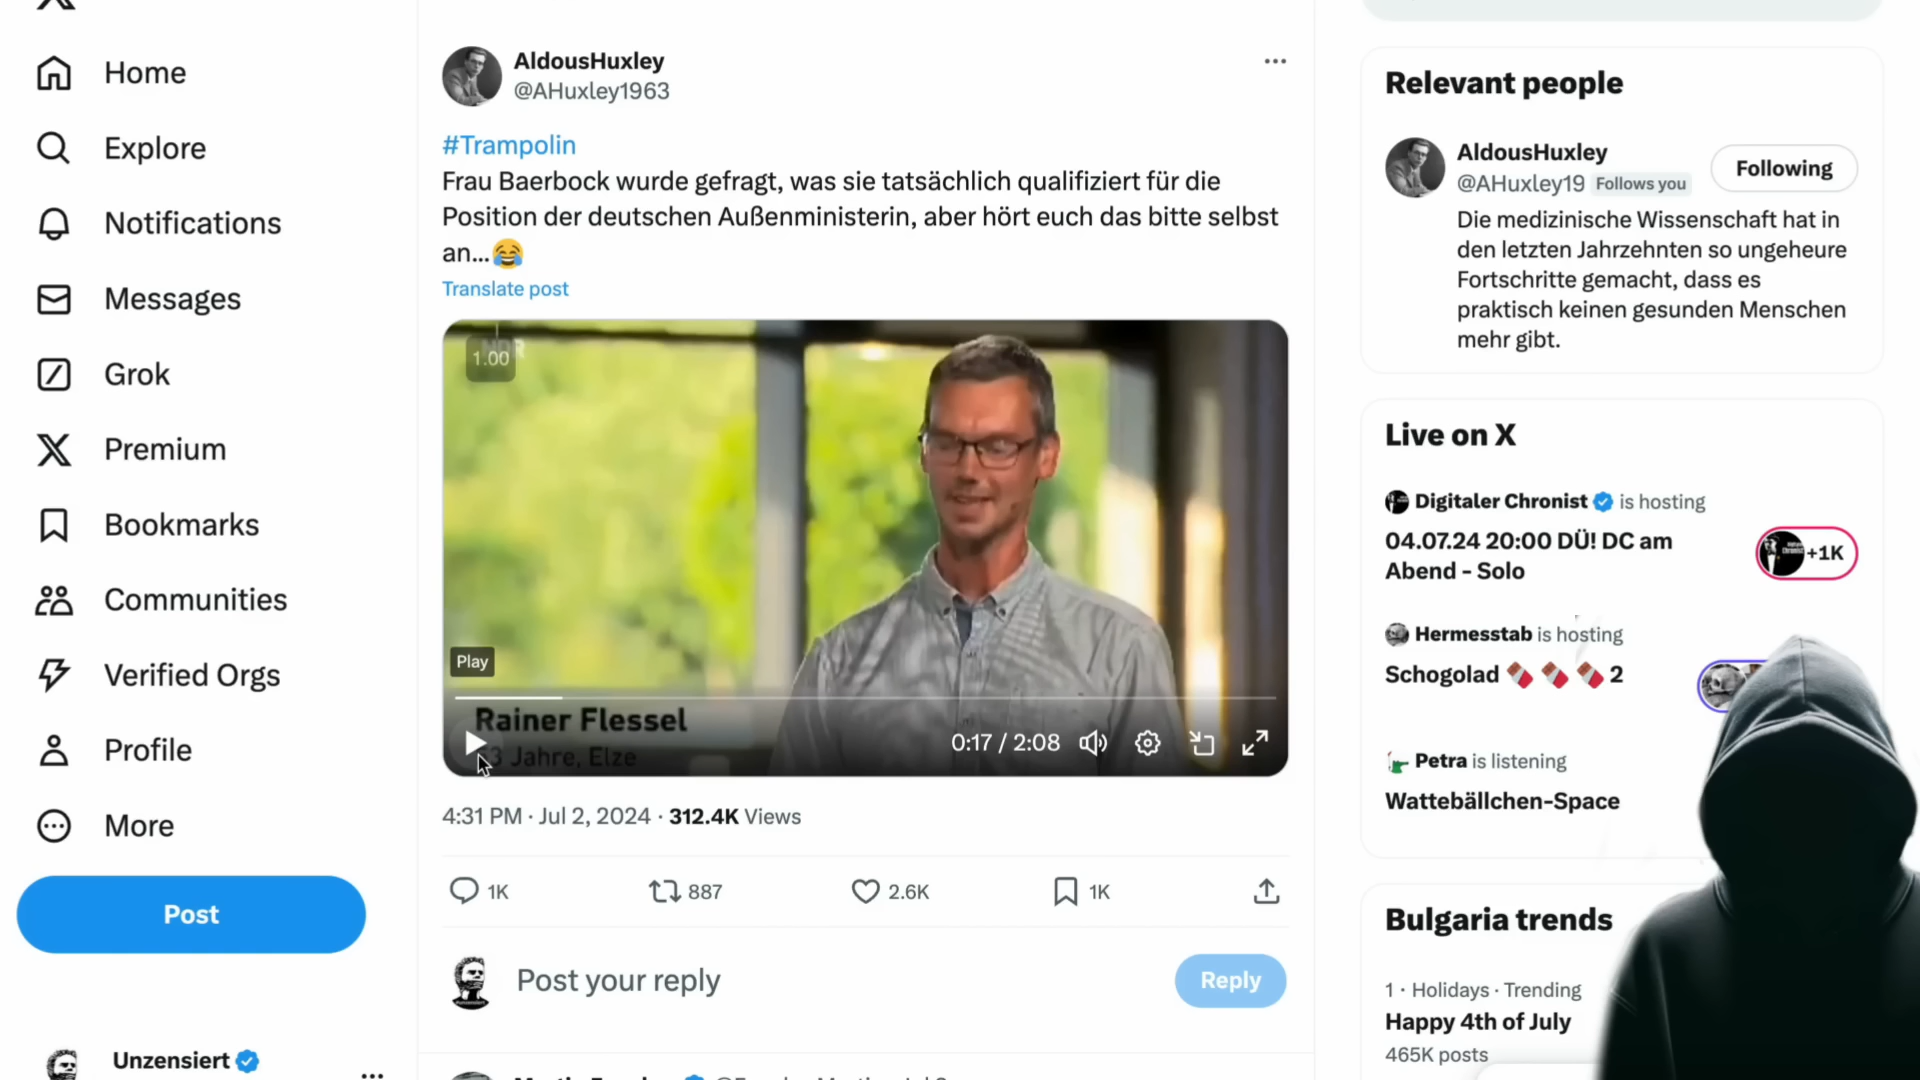 Home
Explore
Notifications
Messages
Grok
Premium
Bookmarks
Communities
Verified Orgs
Profile
More
Post
Unzensiert
AldousHuxley
@AHuxley1963
#Trampolin
Frau Baerbock wurde gefragt, was sie tatsächlich qualifiziert für die
Position der deutschen Außenministerin, aber hört euch das bitte selbst
an...😂
Translate post
1.00
Play
Rainer Flessel
3 Jahre, Elze
0:17 / 2:08
4:31 PM · Jul 2, 2024 · 312.4K Views
1K
887
2.6K
1K
Post your reply
Reply
Relevant people
AldousHuxley
@AHuxley19 Follows you
Following
Die medizinische Wissenschaft hat in
den letzten Jahrzehnten so ungeheure
Fortschritte gemacht, dass es
praktisch keinen gesunden Menschen
mehr gibt.
Live on X
Digitaler Chronist is hosting
04.07.24 20:00 DÜ! DC am
Abend - Solo
+1K
Hermesstab is hosting
Schogolad 🍫 🍫 🍫 2
Petra is listening
Wattebällchen-Space
Bulgaria trends
1 · Holidays · Trending
Happy 4th of July
465K posts